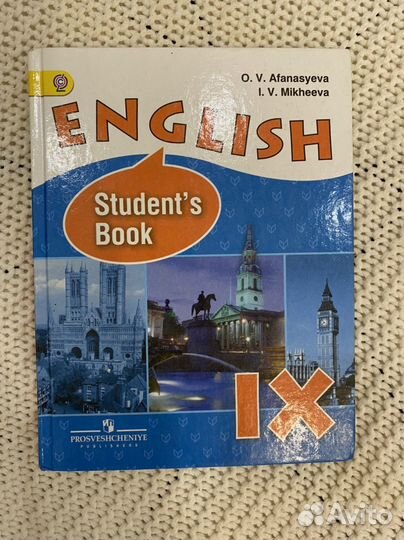 O. V. Afanasyeva
I. V. Mikheeva
ENGLISH
Student's
Book
IX
PROSVESHCHENIYE
PUBLISHERS
Avito